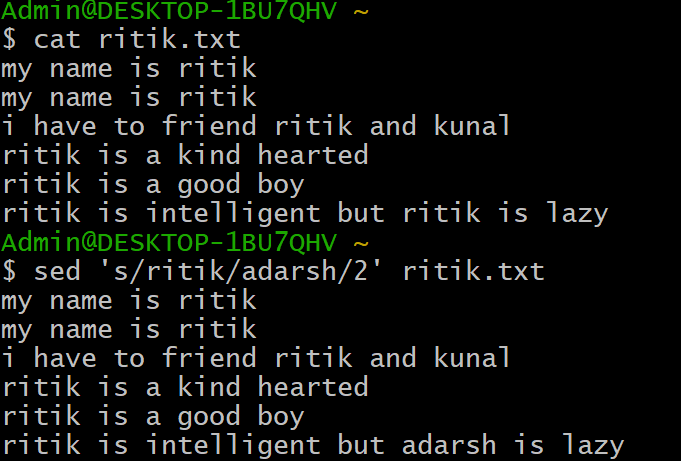 Admin@DESKTOP-1BU7QHV ~
$ cat ritik.txt
my name is ritik
my name is ritik
i have to friend ritik and kunal
ritik is a kind hearted
ritik is a good boy
ritik is intelligent but ritik is lazy
Admin@DESKTOP-1BU7QHV ~
$ sed 's/ritik/adarsh/2' ritik.txt
my name is ritik
my name is ritik
i have to friend ritik and kunal
ritik is a kind hearted
ritik is a good boy
ritik is intelligent but adarsh is lazy